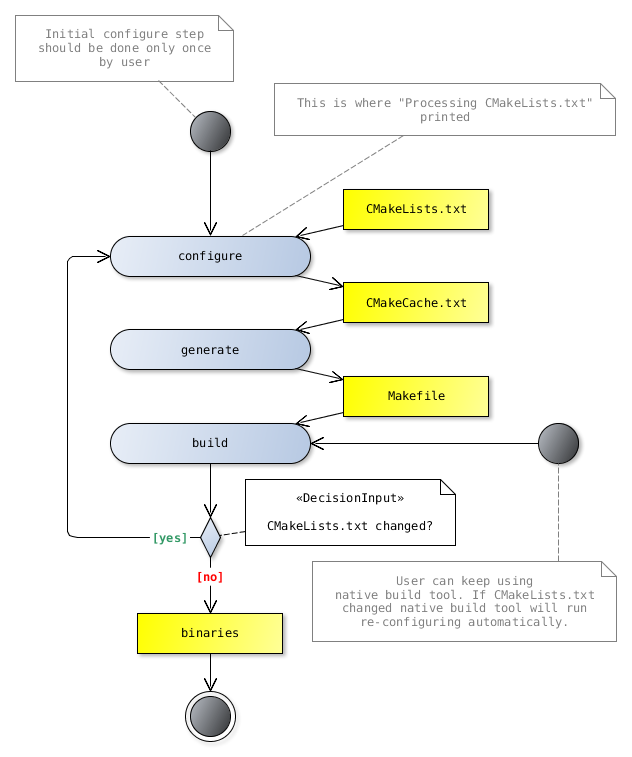 Initial configure step
should be done only once
by user
This is where "Processing CMakeLists.txt"
printed
CMakeLists.txt
configure
CMakeCache.txt
generate
Makefile
build
«DecisionInput»
CMakeLists.txt changed?
[yes]
[no]
User can keep using
native build tool. If CMakeLists.txt
changed native build tool will run
re-configuring automatically.
binaries